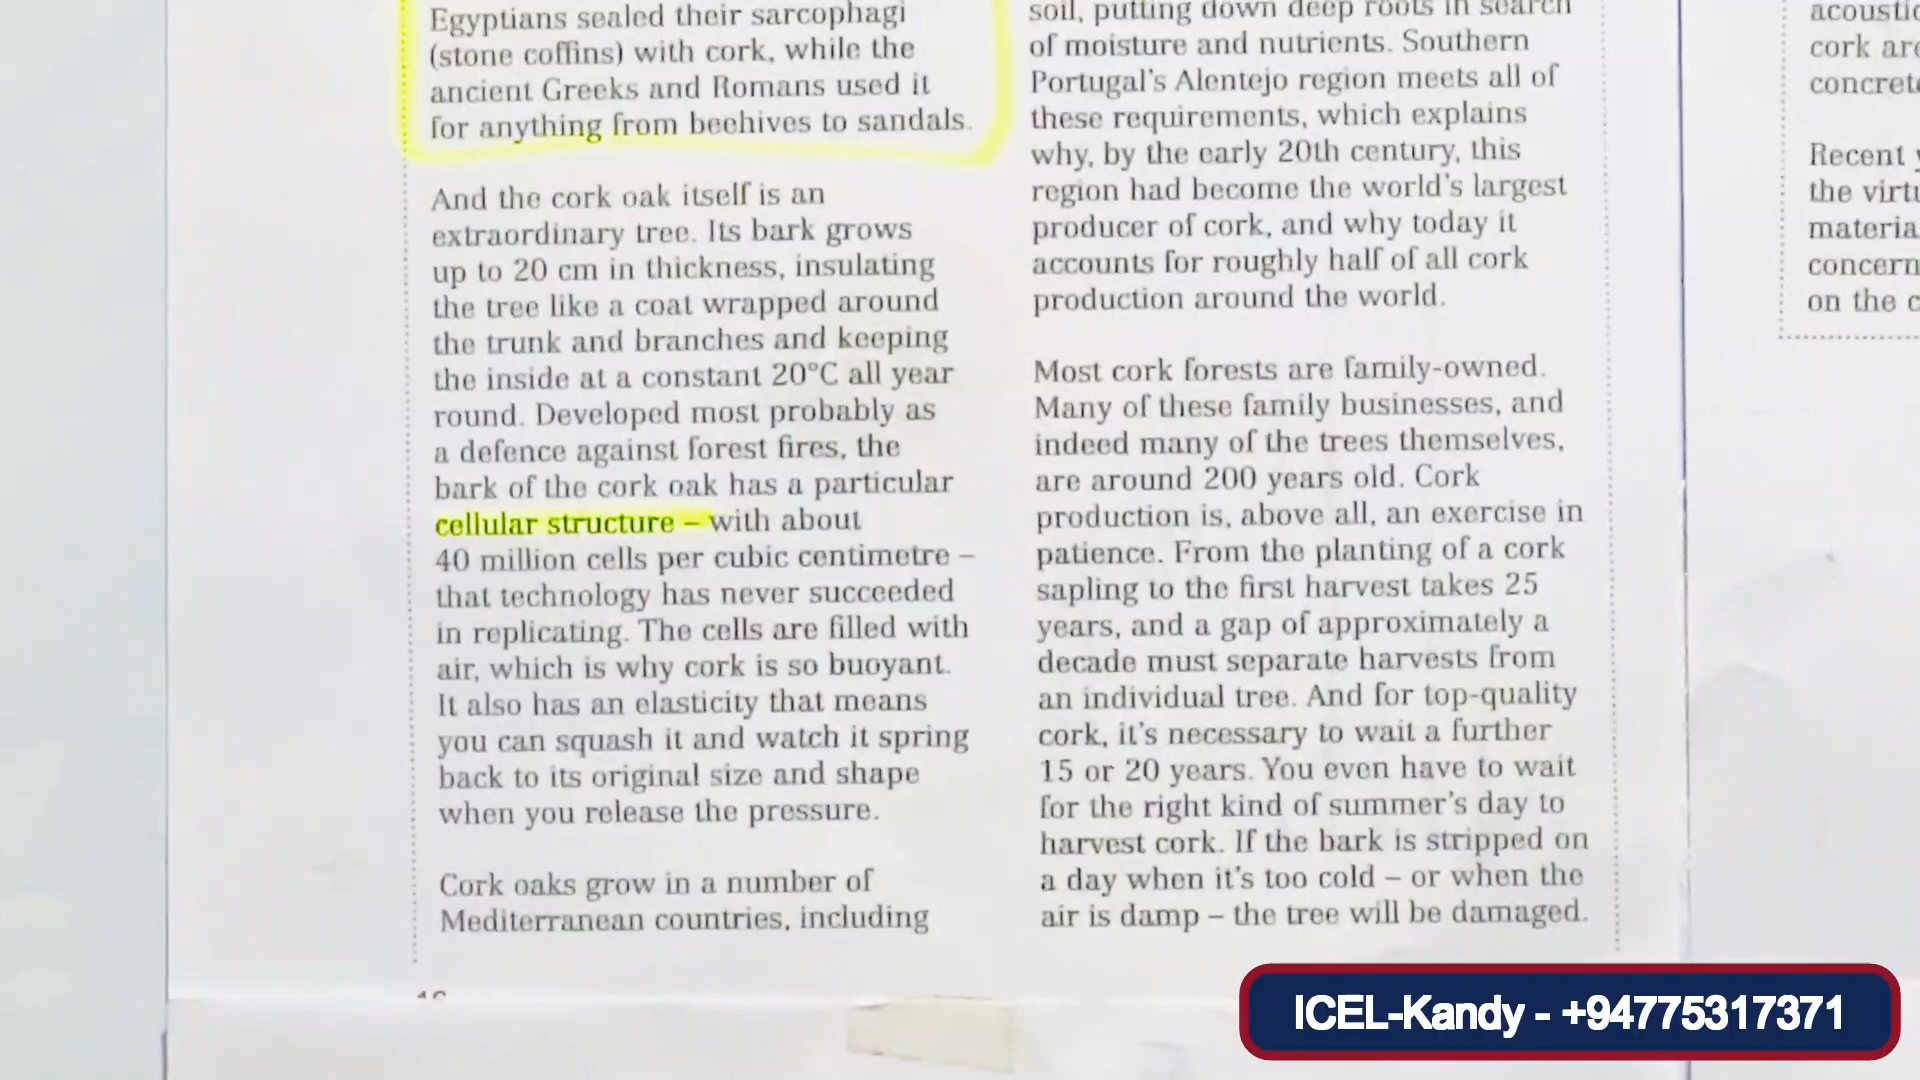 Egyptians sealed their sarcophagi
(stone coffins) with cork, while the
ancient Greeks and Romans used it
for anything from beehives to sandals.
And the cork oak itself is an
extraordinary tree. Its bark grows
up to 20 cm in thickness, insulating
the tree like a coat wrapped around
the trunk and branches and keeping
the inside at a constant 20°C all year
round. Developed most probably as
a defence against forest fires, the
bark of the cork oak has a particular
cellular structure – with about
40 million cells per cubic centimetre –
that technology has never succeeded
in replicating. The cells are filled with
air, which is why cork is so buoyant.
It also has an elasticity that means
you can squash it and watch it spring
back to its original size and shape
when you release the pressure.
Cork oaks grow in a number of
Mediterranean countries, including
soil, putting down deep roots in search
of moisture and nutrients. Southern
Portugal's Alentejo region meets all of
these requirements, which explains
why, by the early 20th century, this
region had become the world's largest
producer of cork, and why today it
accounts for roughly half of all cork
production around the world.
Most cork forests are family-owned.
Many of these family businesses, and
indeed many of the trees themselves,
are around 200 years old. Cork
production is, above all, an exercise in
patience. From the planting of a cork
sapling to the first harvest takes 25
years, and a gap of approximately a
decade must separate harvests from
an individual tree. And for top-quality
cork, it's necessary to wait a further
15 or 20 years. You even have to wait
for the right kind of summer's day to
harvest cork. If the bark is stripped on
a day when it's too cold – or when the
air is damp – the tree will be damaged.
cork
Recent
the
on the
ICEL-Kandy - +94775317371